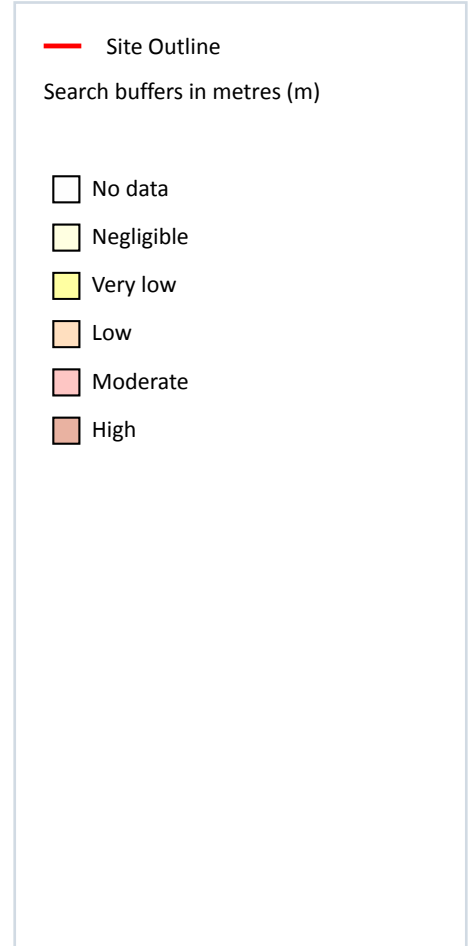 Site Outline
Search buffers in metres (m)
No data
Negligible
Very low
Low
Moderate
High